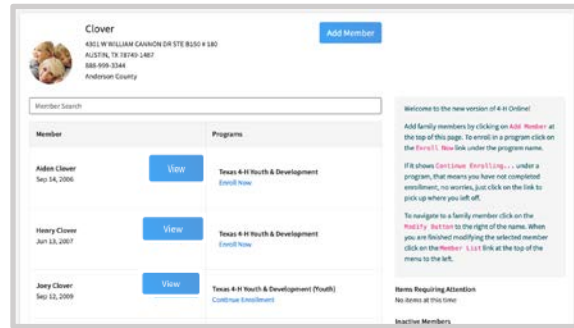 Clover
Add Member
4301 W WILLIAM CANNON DR STE B150 # 180
AUSTIN, TX 78749-1487
888-999-3344
Anderson County
Member Search
Member Programs
Aiden Clover
Sep 14, 2006
View
Texas 4-H Youth & Development
Enroll Now
Henry Clover
Jun 13, 2007
View
Texas 4-H Youth & Development
Enroll Now
Joey Clover
Sep 12, 2009
View
Texas 4-H Youth & Development (Youth)
Continue Enrollment
Welcome to the new version of 4-H Online!
Add family members by clicking on Add Member at
the top of this page. To enroll in a program click on
the Enroll Now link under the program name.
If it shows Continue Enrolling... under a
program, that means you have not completed
enrollment, no worries, just click on the link to
pick up where you left off.
To navigate to a family member click on the
Modify Button to the right of the name. When
you are finished modifying the selected member
click on the Member List link at the top of the
menu to the left.
Items Requiring Attention
No items at this time
Inactive Members